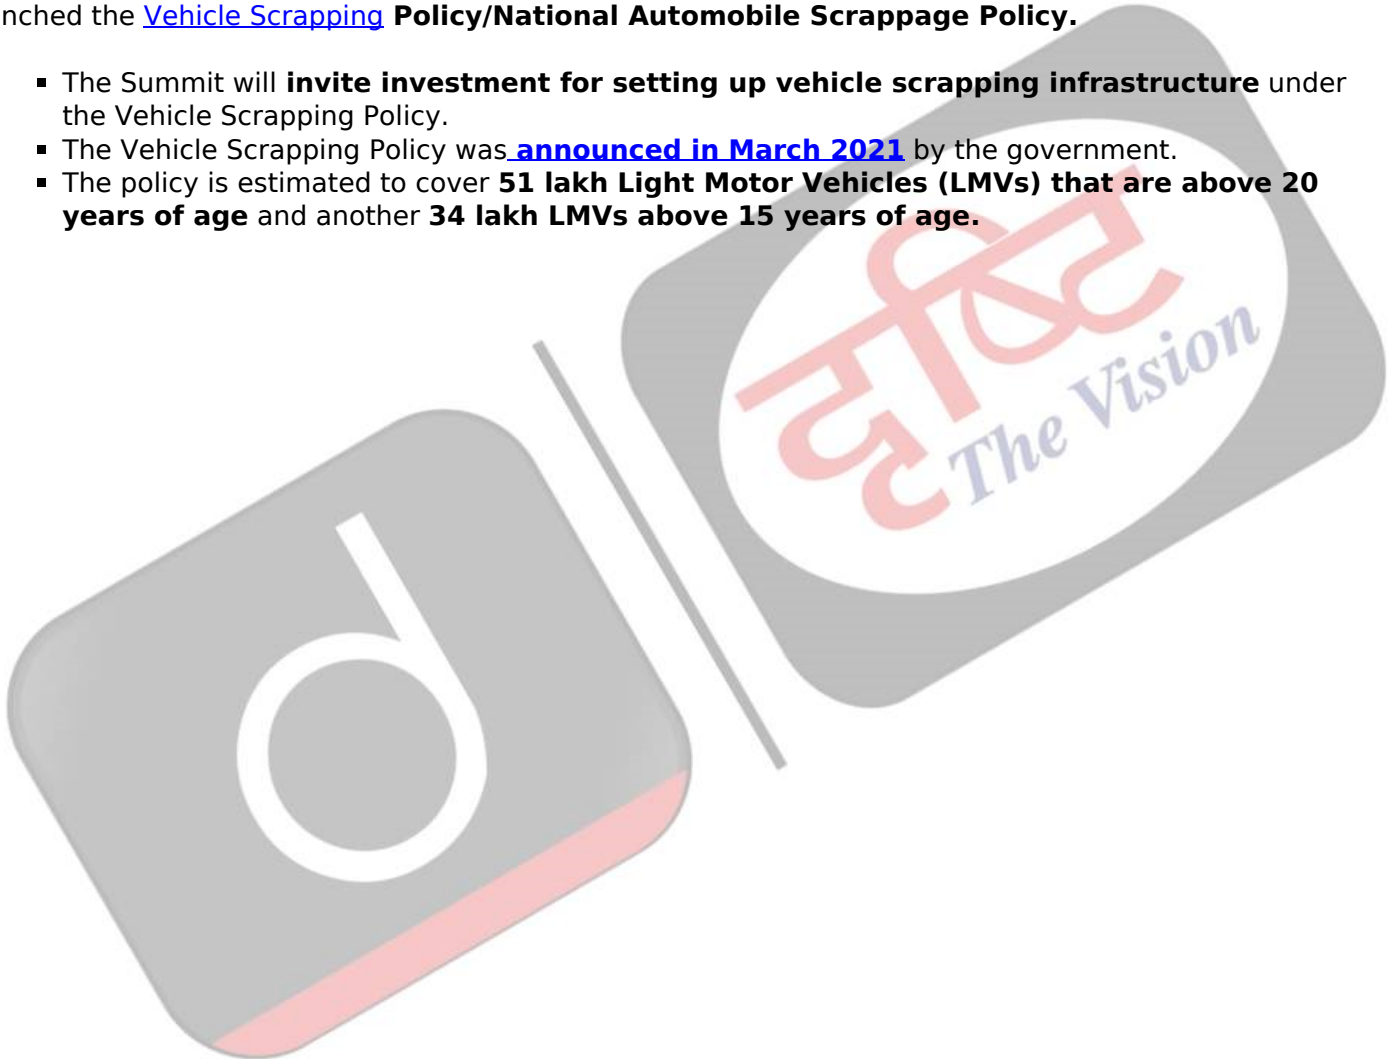 nched the Vehicle Scrapping Policy/National Automobile Scrappage Policy.
▪ The Summit will invite investment for setting up vehicle scrapping infrastructure under
the Vehicle Scrapping Policy.
▪ The Vehicle Scrapping Policy was announced in March 2021 by the government.
▪ The policy is estimated to cover 51 lakh Light Motor Vehicles (LMVs) that are above 20
years of age and another 34 lakh LMVs above 15 years of age.
दृष्टि
The Vision
d